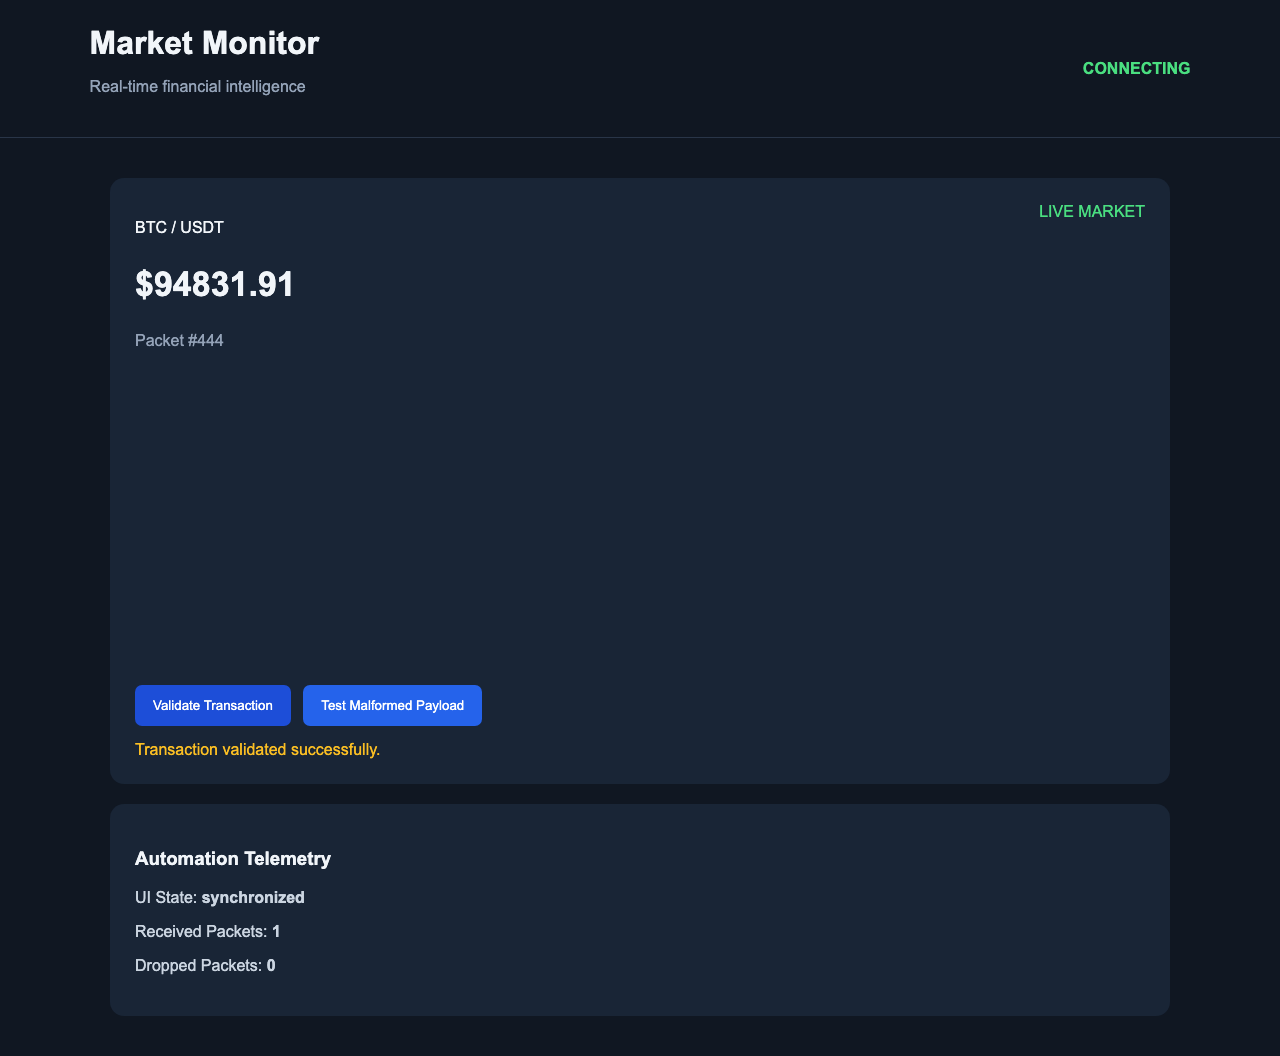 Market Monitor
Real-time financial intelligence
CONNECTING
LIVE MARKET
BTC / USDT
$94831.91
Packet #444
Validate Transaction
Test Malformed Payload
Transaction validated successfully.
Automation Telemetry
UI State: synchronized
Received Packets: 1
Dropped Packets: 0